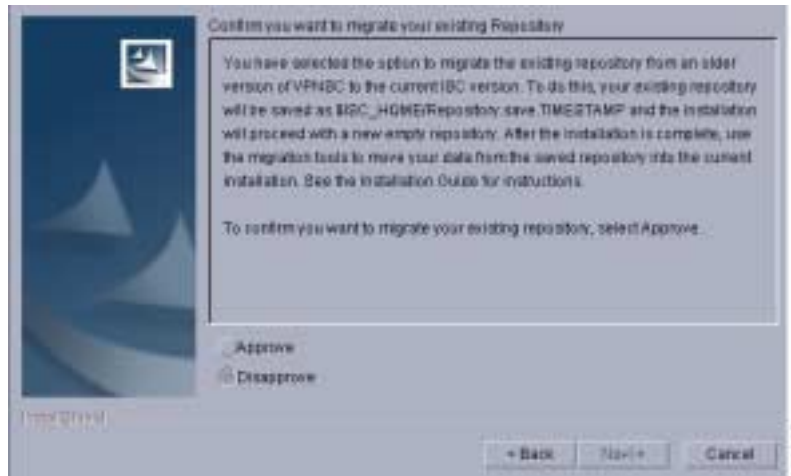 Confirm you want to migrate your existing Repository
You have selected the option to migrate the existing repository from an older
version of VPNSC to the current ISC version. To do this, your existing repository
will be saved as $ISC_HOME/Repository.save.TIMESTAMP and the installation
will proceed with a new empty repository. After the installation is complete, use
the migration tools to move your data from the saved repository into the current
installation. See the Installation Guide for instructions.
To confirm you want to migrate your existing repository, select Approve.
Approve
Disapprove
InstallShield
< Back
Next >
Cancel